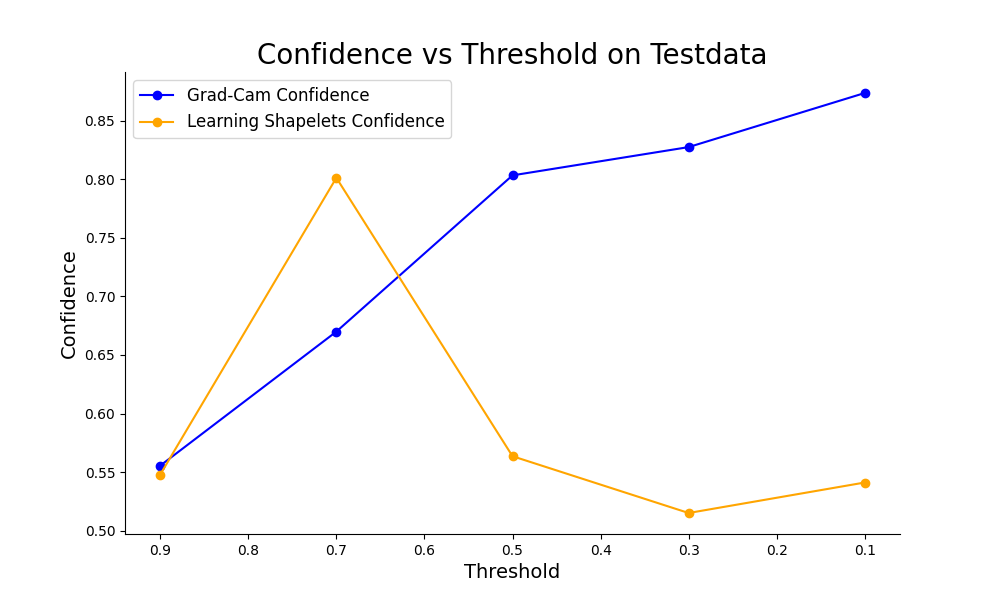 Confidence vs Threshold on Testdata
Grad-Cam Confidence
Learning Shapelets Confidence
Confidence
0.85
0.80
0.75
0.70
0.65
0.60
0.55
0.50
0.9 0.8 0.7 0.6 0.5 0.4 0.3 0.2 0.1
Threshold